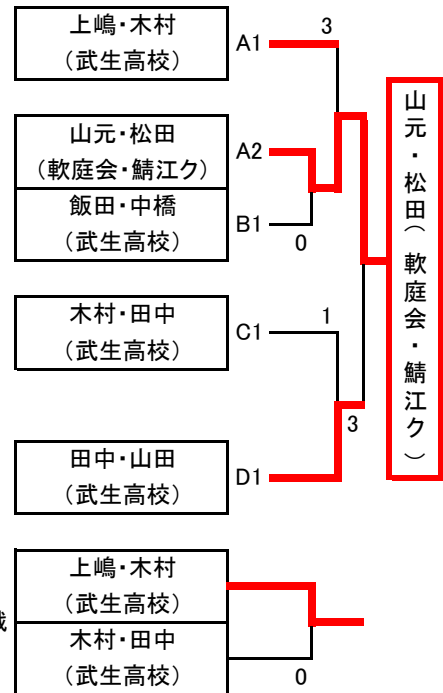 上嶋・木村
(武生高校)
A1
3
山元・松田
(軟庭会・鯖江ク)
A2
飯田・中橋
(武生高校)
B1
0
木村・田中
(武生高校)
C1
1
3
田中・山田
(武生高校)
D1
山元・松田(軟庭会・鯖江ク)
上嶋・木村
(武生高校)
木村・田中
(武生高校)
0